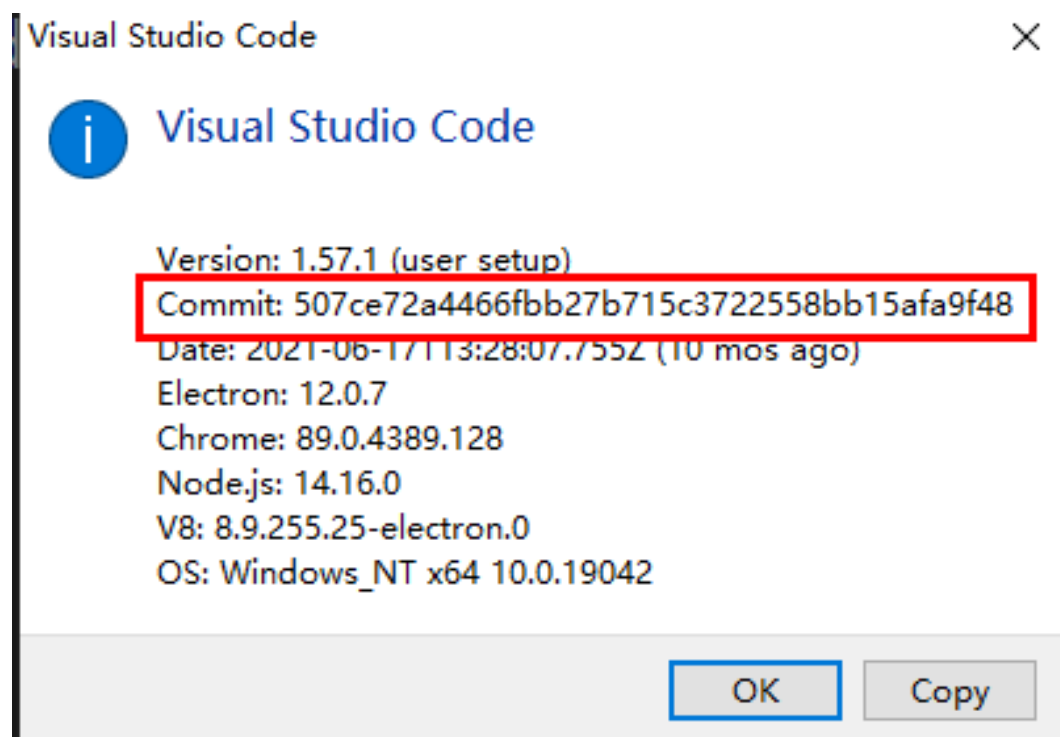 Visual Studio Code
Visual Studio Code
Version: 1.57.1 (user setup)
Commit: 507ce72a4466fbb27b715c3722558bb15afa9f48
Date: 2021-06-17T13:28:07.755Z (10 mos ago)
Electron: 12.0.7
Chrome: 89.0.4389.128
Node.js: 14.16.0
V8: 8.9.255.25-electron.0
OS: Windows_NT x64 10.0.19042
OK Copy